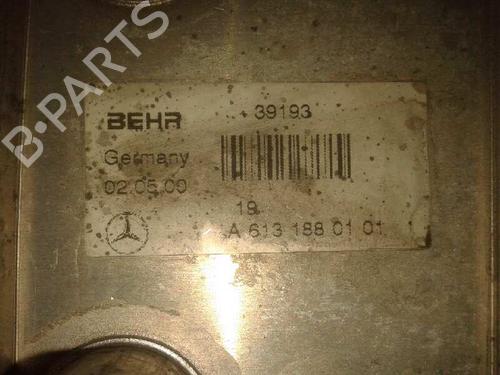 B-PARTS
BEHR 39193
Germany
02.05.00
19
A 613 188 01 01